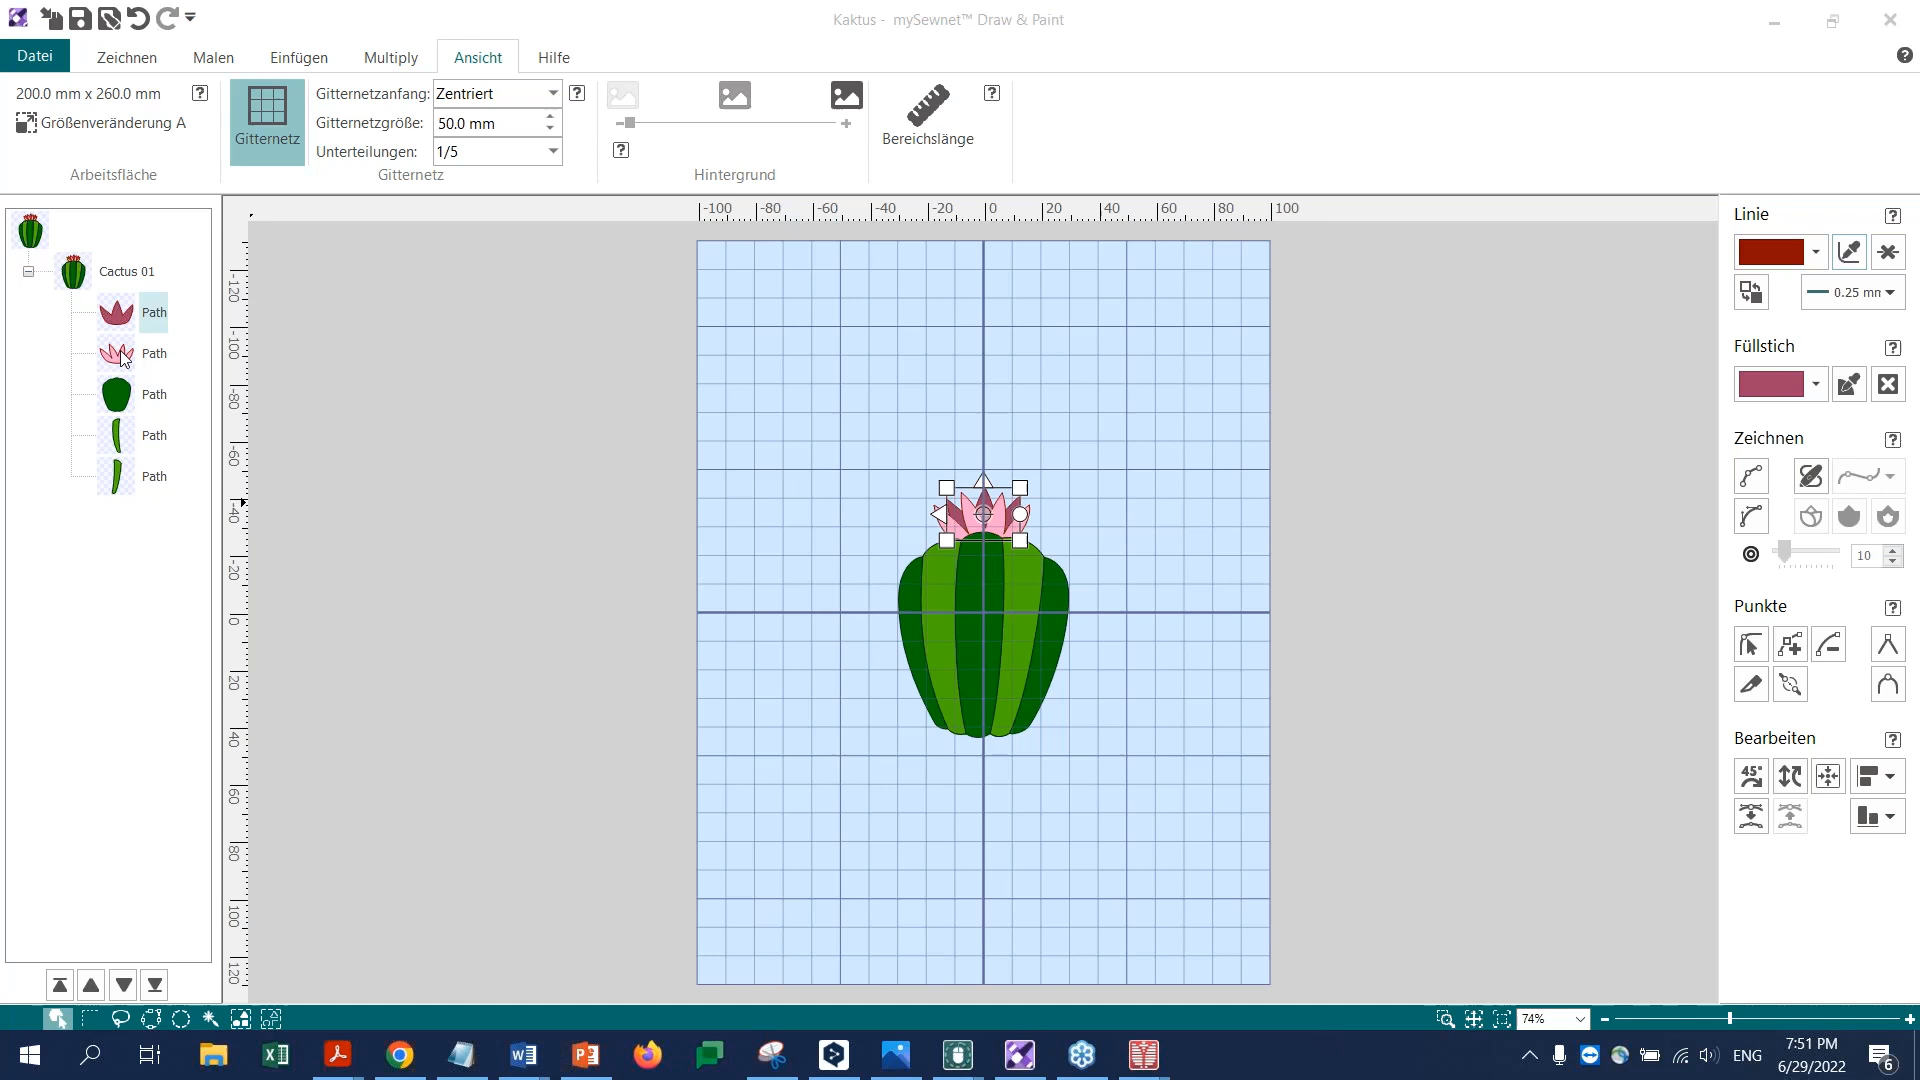 Kaktus - mySewnet™ Draw & Paint
Datei
Zeichnen
Malen
Einfügen
Multiply
Ansicht
Hilfe
200.0 mm x 260.0 mm
Größenveränderung A
Arbeitsfläche
Gitternetz
Gitternetzanfang: Zentriert
Gitternetzgröße: 50.0 mm
Unterteilungen: 1/5
Gitternetz
Hintergrund
Bereichslänge
-100 -80 -60 -40 -20 0 20 40 60 80 100
-120
-100
-80
-60
-40
-20
0
20
40
60
80
100
120
Cactus 01
Path
Path
Path
Path
Path
Linie
0.25 mm
Füllstich
Zeichnen
10
Punkte
Bearbeiten
45°
74%
ENG
7:51 PM
6/29/2022
6